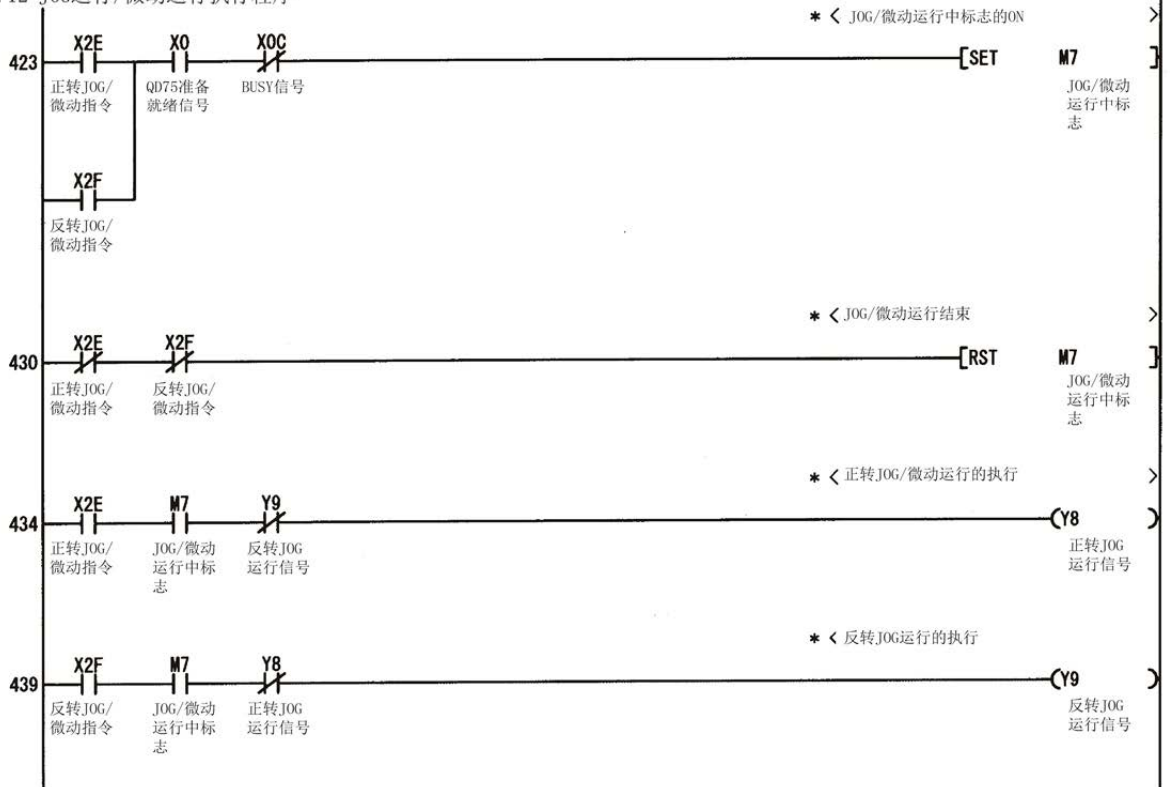 JOG运行/微动运行执行程序
* < JOG/微动运行中标志的ON >
X2E X0 X0C
423 [SET M7 ]
正转JOG/ QD75准备 BUSY信号 JOG/微动
微动指令 就绪信号 运行中标
志
X2F
反转JOG/
微动指令
* < JOG/微动运行结束 >
X2E X2F
430 [RST M7 ]
正转JOG/ 反转JOG/ JOG/微动
微动指令 微动指令 运行中标
志
* < 正转JOG/微动运行的执行 >
X2E M7 Y9
434 (Y8 )
正转JOG/ JOG/微动 反转JOG 正转JOG
微动指令 运行中标 运行信号 运行信号
志
* < 反转JOG运行的执行
X2F M7 Y8
439 (Y9 )
反转JOG/ JOG/微动 正转JOG 反转JOG
微动指令 运行中标 运行信号 运行信号
志